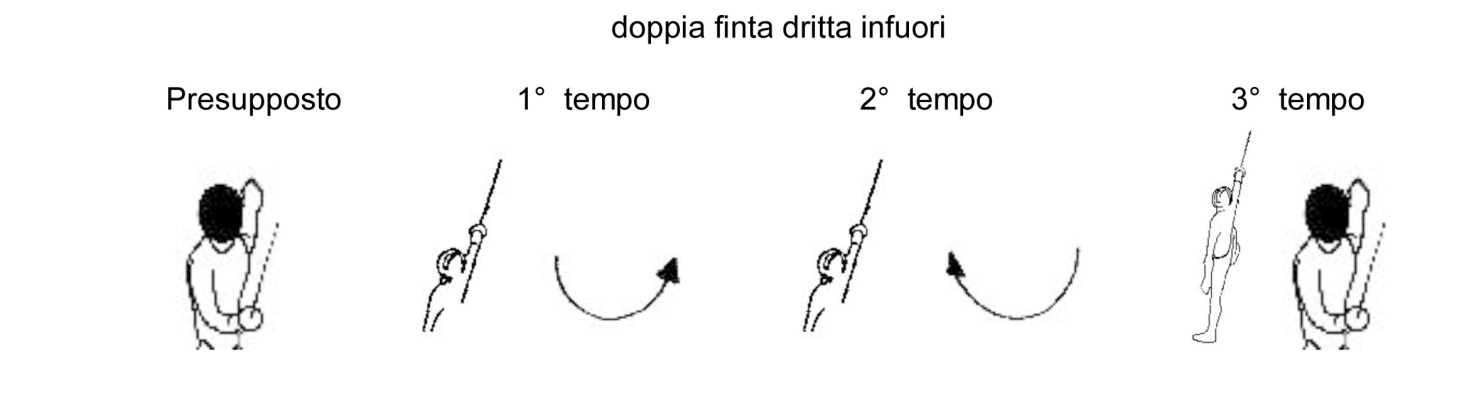 doppia finta dritta infuori
Presupposto 1° tempo 2° tempo 3° tempo